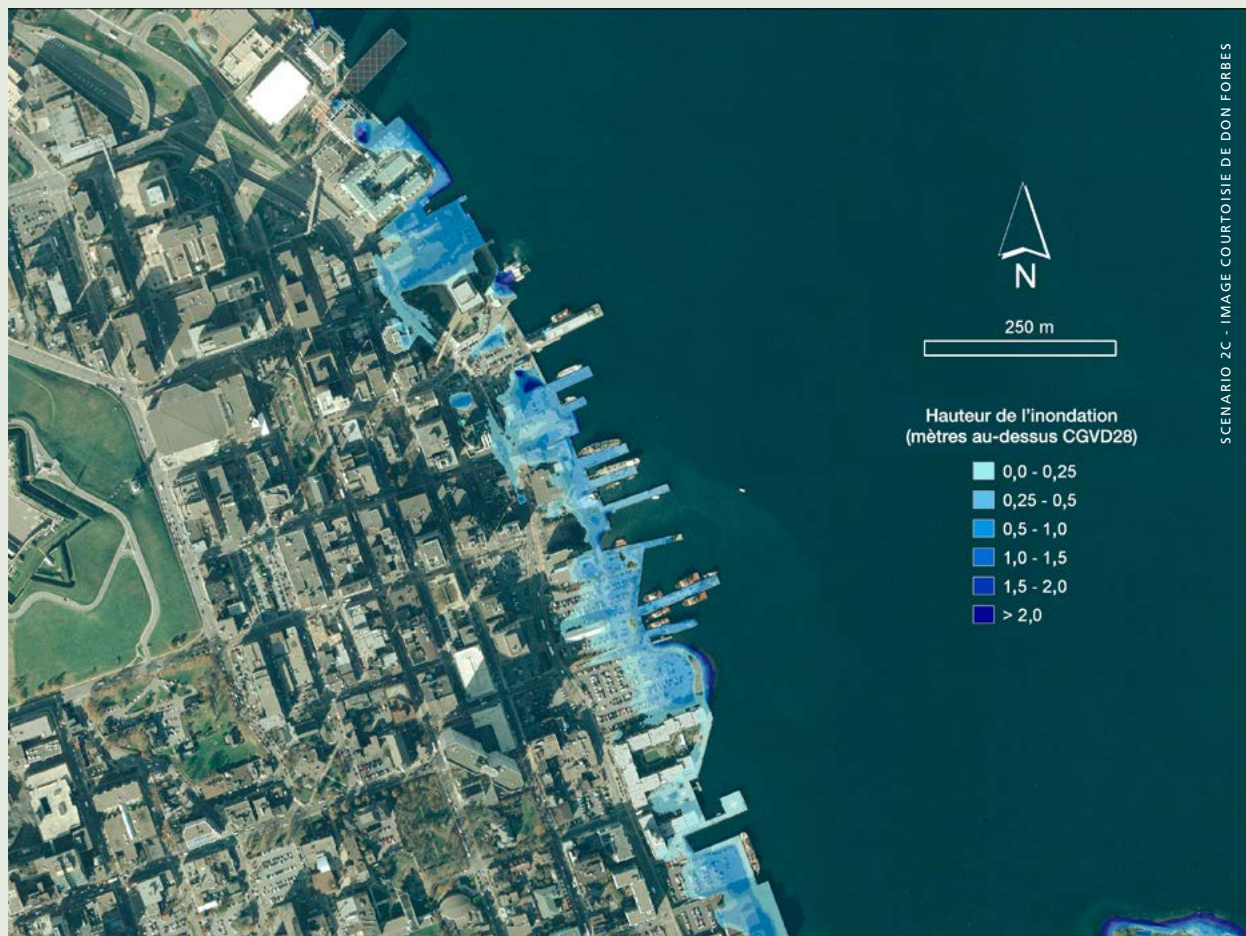 N
250 m
Hauteur de l'inondation
(mètres au-dessus CGVD28)
0,0 - 0,25
0,25 - 0,5
0,5 - 1,0
1,0 - 1,5
1,5 - 2,0
> 2,0
SCENARIO 2C - IMAGE COURTOISIE DE DON FORBES